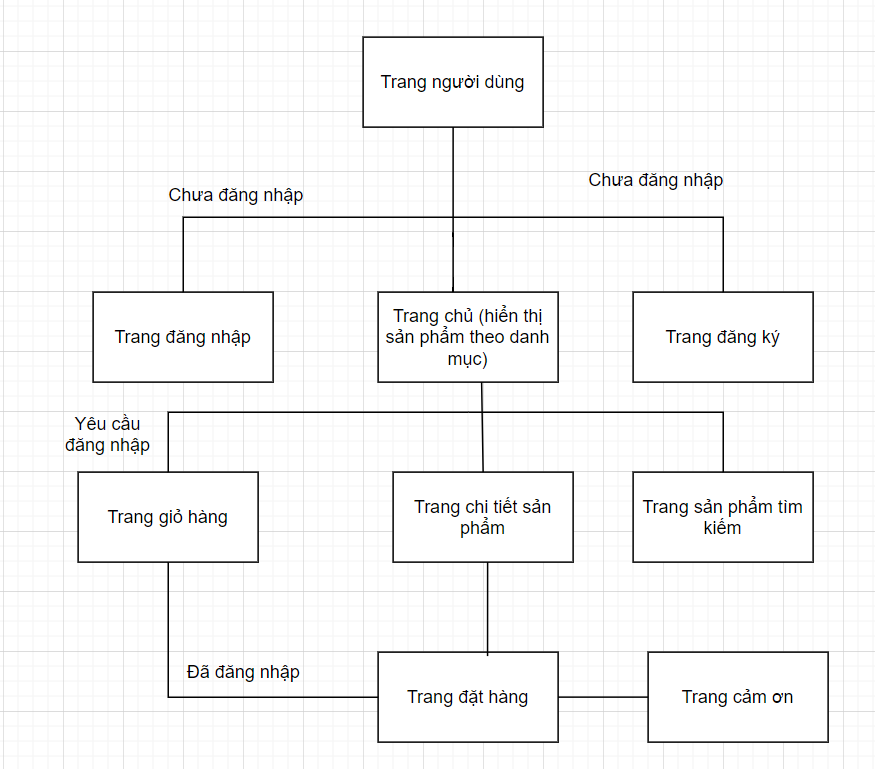 Trang người dùng
Chưa đăng nhập
Chưa đăng nhập
Trang đăng nhập
Trang chủ (hiển thị
sản phẩm theo danh
mục)
Trang đăng ký
Yêu cầu
đăng nhập
Trang giỏ hàng
Trang chi tiết sản
phẩm
Trang sản phẩm tìm
kiếm
Đã đăng nhập
Trang đặt hàng
Trang cảm ơn